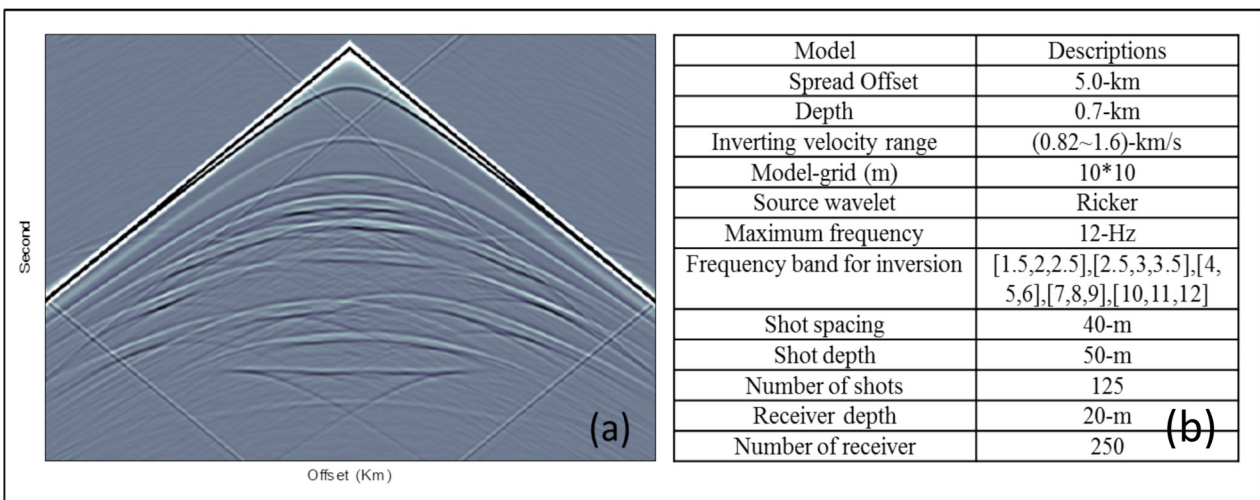 Second
Offset (Km)
(a)
Model Descriptions
Spread Offset 5.0-km
Depth 0.7-km
Inverting velocity range (0.82~1.6)-km/s
Model-grid (m) 10*10
Source wavelet Ricker
Maximum frequency 12-Hz
Frequency band for inversion [1.5,2,2.5],[2.5,3,3.5],[4,
5,6],[7,8,9],[10,11,12]
Shot spacing 40-m
Shot depth 50-m
Number of shots 125
Receiver depth 20-m
Number of receiver 250
(b)